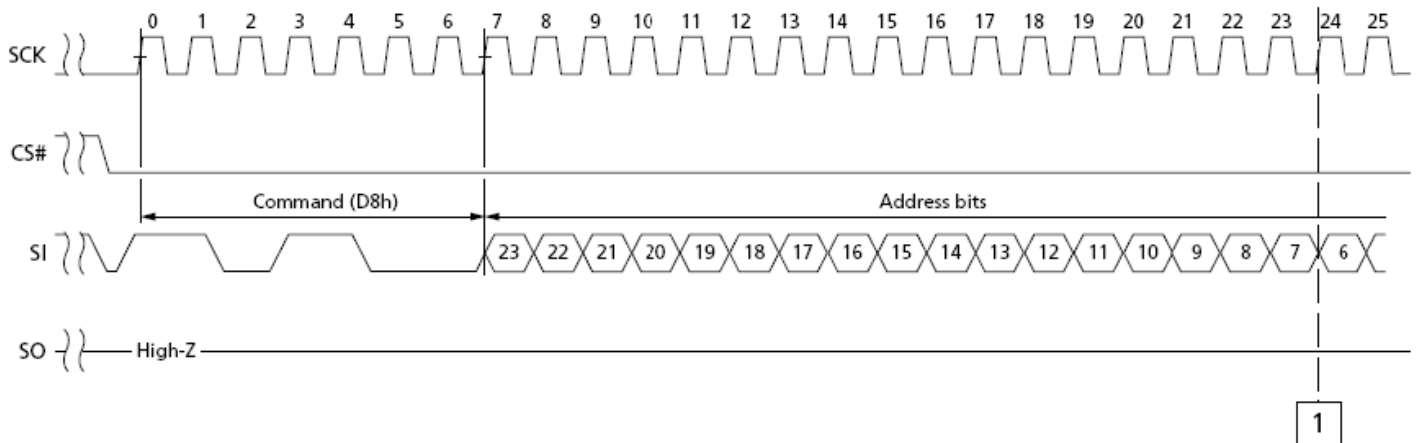 0 1 2 3 4 5 6 7 8 9 10 11 12 13 14 15 16 17 18 19 20 21 22 23 24 25
SCK
CS#
Command (D8h) Address bits
SI 23 22 21 20 19 18 17 16 15 14 13 12 11 10 9 8 7 6
SO High-Z
1